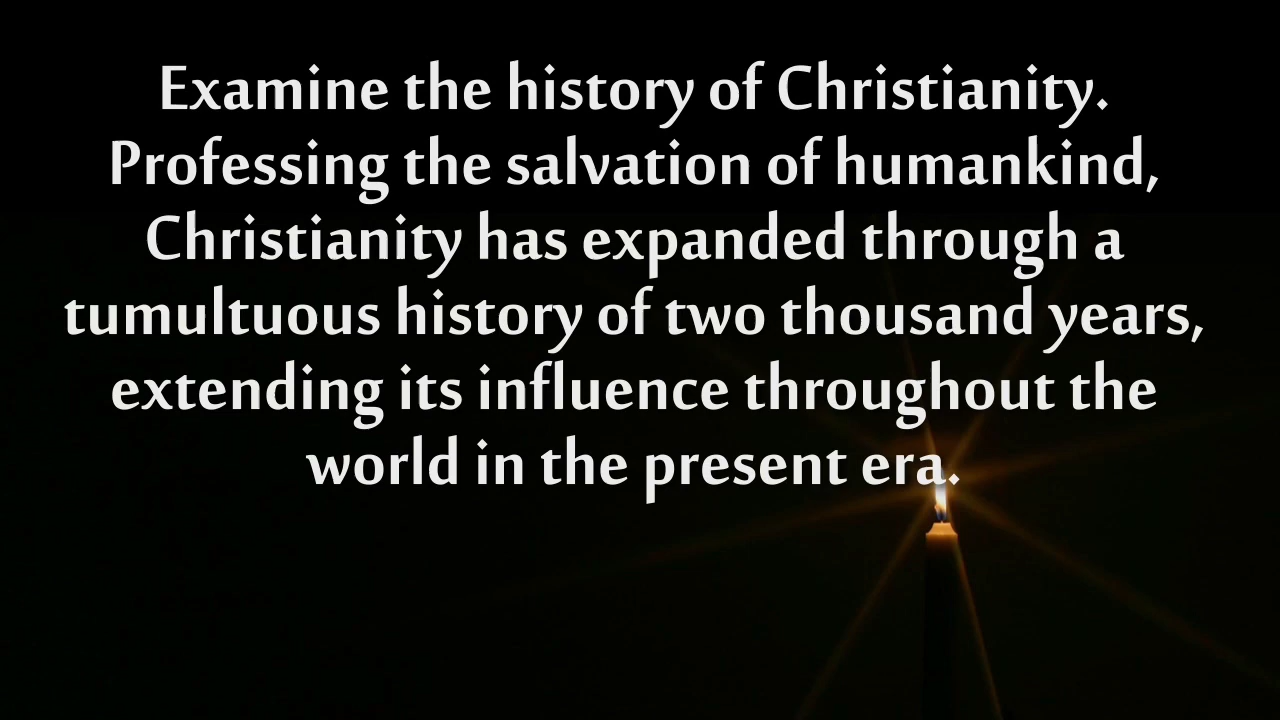 Examine the history of Christianity.
Professing the salvation of humankind,
Christianity has expanded through a
tumultuous history of two thousand years,
extending its influence throughout the
world in the present era.